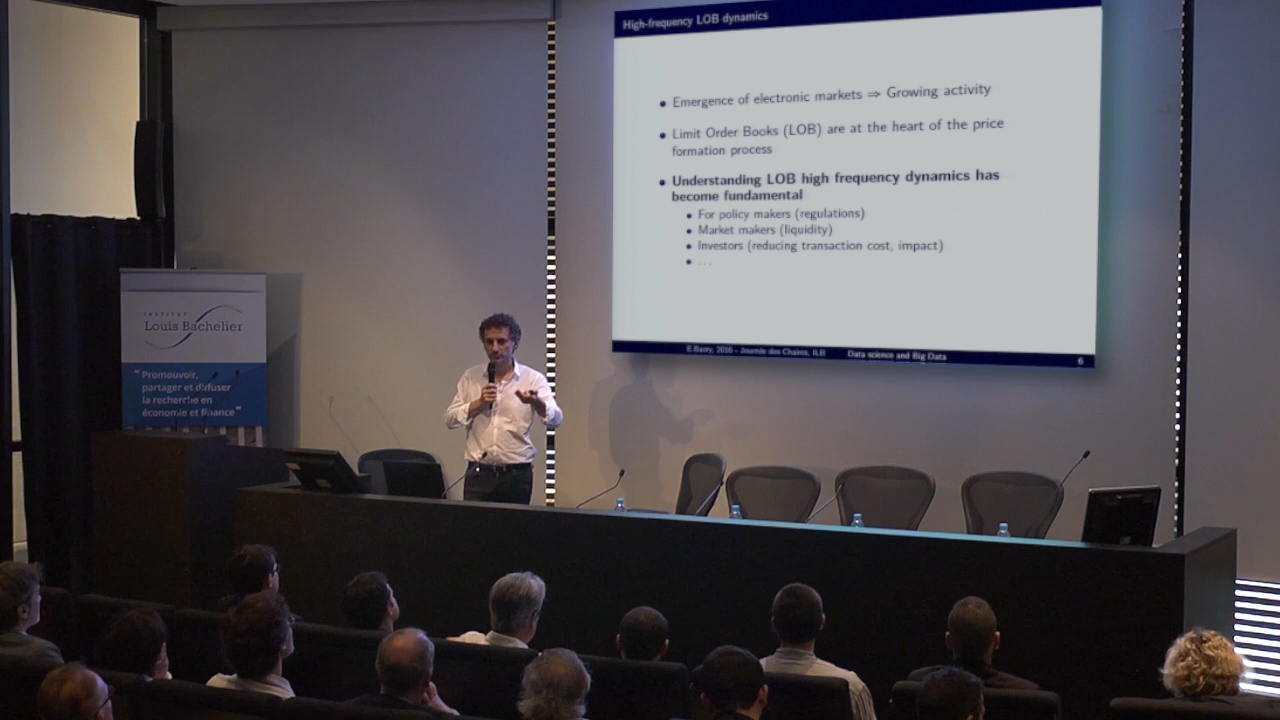 High-frequency LOB dynamics
• Emergence of electronic markets ⇒ Growing activity
• Limit Order Books (LOB) are at the heart of the price
formation process
• Understanding LOB high frequency dynamics has
become fundamental
• For policy makers (regulations)
• Market makers (liquidity)
• Investors (reducing transaction cost, impact)
• ...
E.Bacry, 2016 - Journée des Chaires, ILB
Data science and Big Data
6
INSTITUT
Louis Bachelier
“ Promouvoir,
partager et diffuser
la recherche en
économie et finance ”